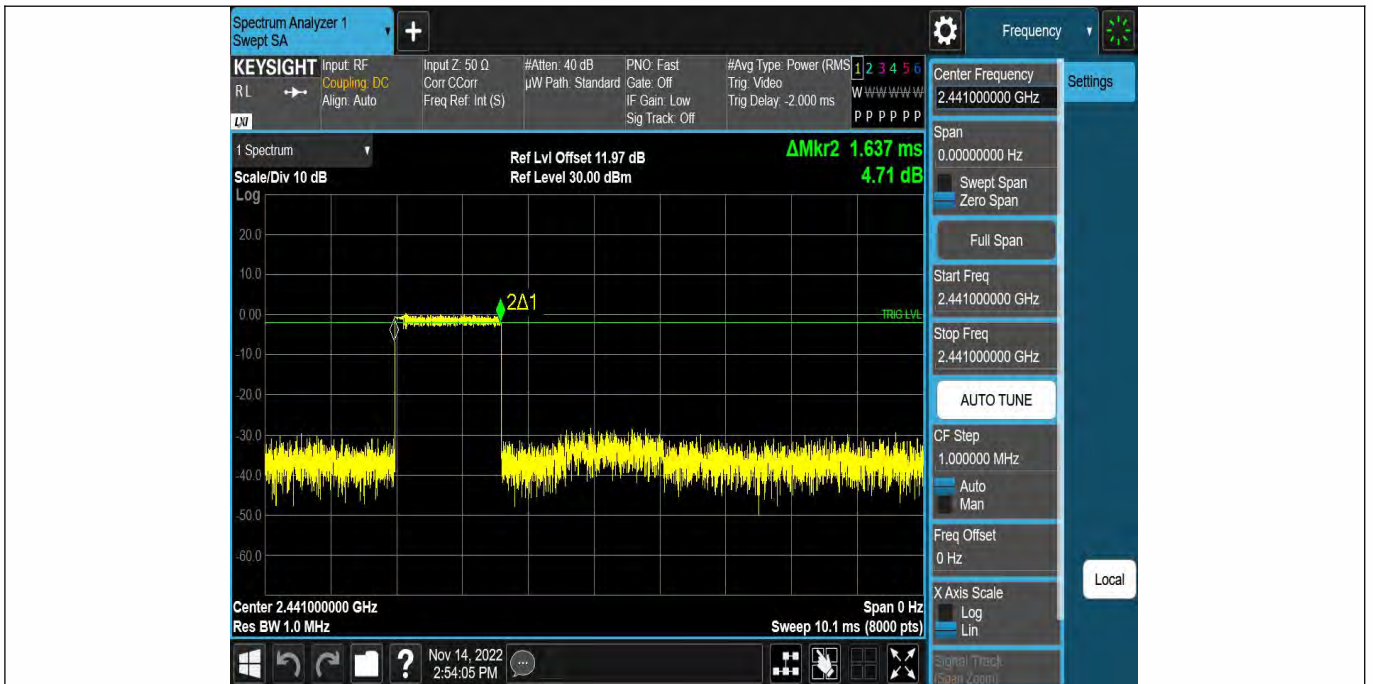 Spectrum Analyzer 1
Swept SA
+
Frequency
KEYSIGHT
RL
LXI
Input: RF
Coupling: DC
Align: Auto
Input Z: 50 Ω
Corr CCorr
Freq Ref: Int (S)
#Atten: 40 dB
µW Path: Standard
PNO: Fast
Gate: Off
IF Gain: Low
Sig Track: Off
#Avg Type: Power (RMS
Trig: Video
Trig Delay: -2.000 ms
1 2 3 4 5 6
W W W W W W
P P P P P P
Center Frequency
2.441000000 GHz
Settings
Span
0.00000000 Hz
Swept Span
Zero Span
Full Span
Start Freq
2.441000000 GHz
Stop Freq
2.441000000 GHz
AUTO TUNE
CF Step
1.000000 MHz
Auto
Man
Freq Offset
0 Hz
X Axis Scale
Log
Lin
Signal Track
(Span Zoom)
Local
1 Spectrum
Scale/Div 10 dB
Log
Ref Lvl Offset 11.97 dB
Ref Level 30.00 dBm
ΔMkr2 1.637 ms
4.71 dB
20.0
10.0
0.00
-10.0
-20.0
-30.0
-40.0
-50.0
-60.0
2Δ1
TRIG LVL
Center 2.441000000 GHz
Res BW 1.0 MHz
Span 0 Hz
Sweep 10.1 ms (8000 pts)
?
Nov 14, 2022
2:54:05 PM